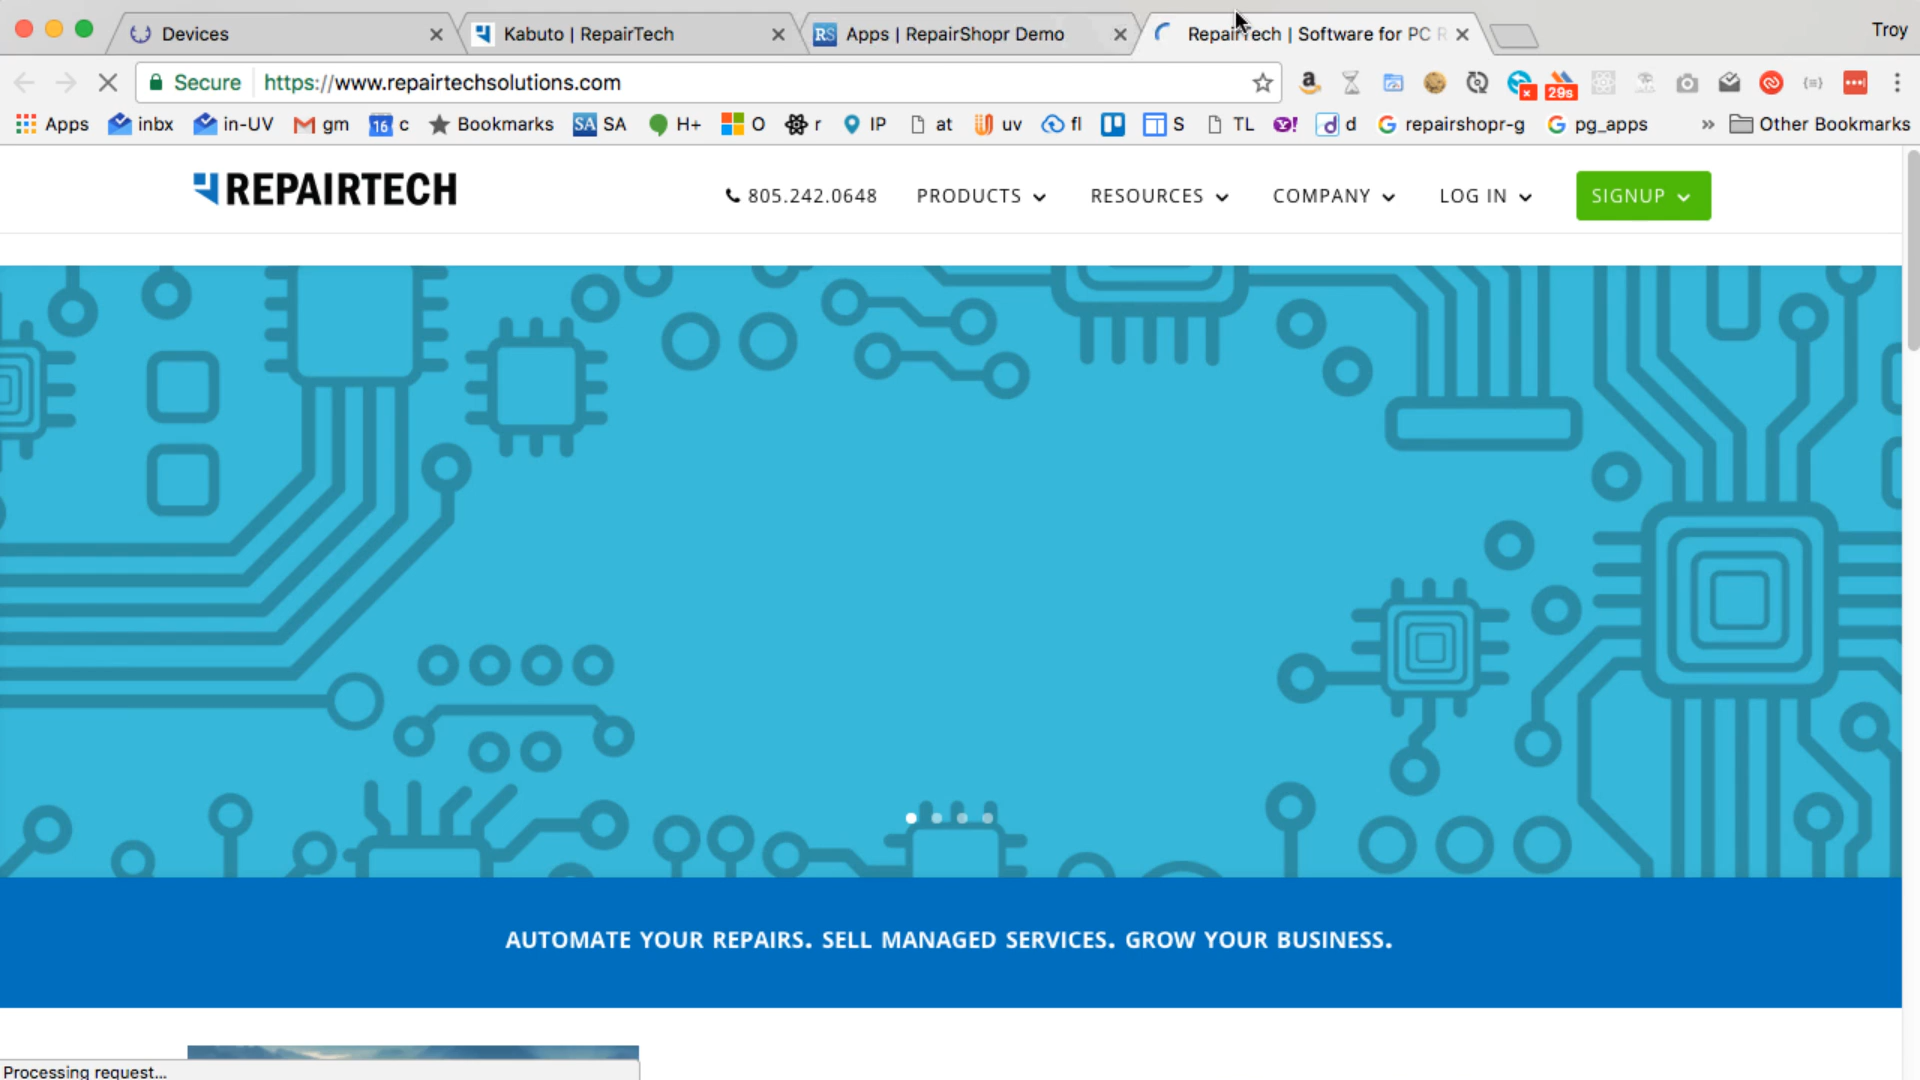 Devices
Kabuto | RepairTech
Apps | RepairShopr Demo
RepairTech | Software for PC R
Troy
Secure https://www.repairtechsolutions.com
29s
Apps inbx in-UV gm 16 c Bookmarks SA SA H+ O r IP at uv fl S TL Y! d d repairshopr-g pg_apps » Other Bookmarks
REPAIRTECH
805.242.0648 PRODUCTS RESOURCES COMPANY LOG IN SIGNUP
AUTOMATE YOUR REPAIRS. SELL MANAGED SERVICES. GROW YOUR BUSINESS.
Processing request...